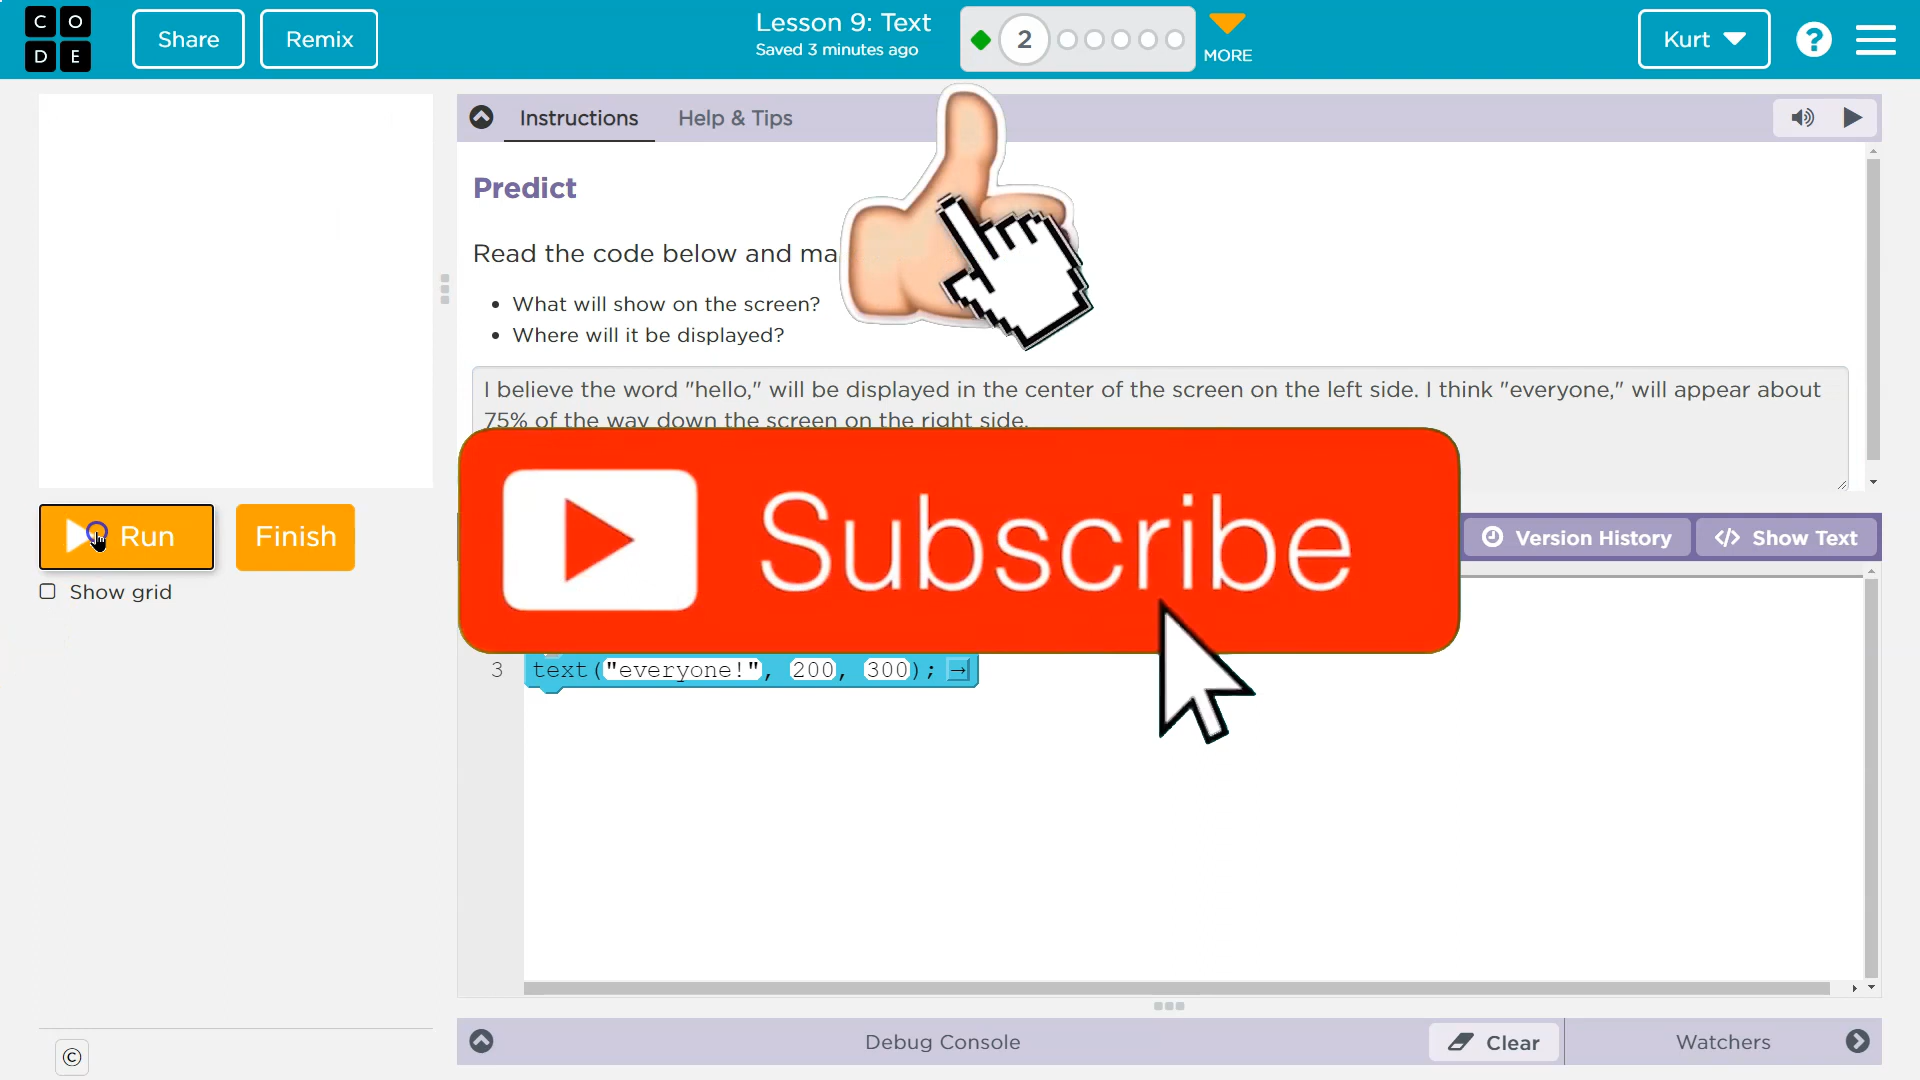 C O
D E
Share
Remix
Lesson 9: Text
Saved 3 minutes ago
2
MORE
Kurt
?
Instructions
Help & Tips
Predict
Read the code below and ma
• What will show on the screen?
• Where will it be displayed?
I believe the word "hello," will be displayed in the center of the screen on the left side. I think "everyone," will appear about
75% of the way down the screen on the right side.
Subscribe
Run
Finish
Version History
</> Show Text
Show grid
3 text("everyone!", 200, 300); →
Debug Console
Clear
Watchers
©